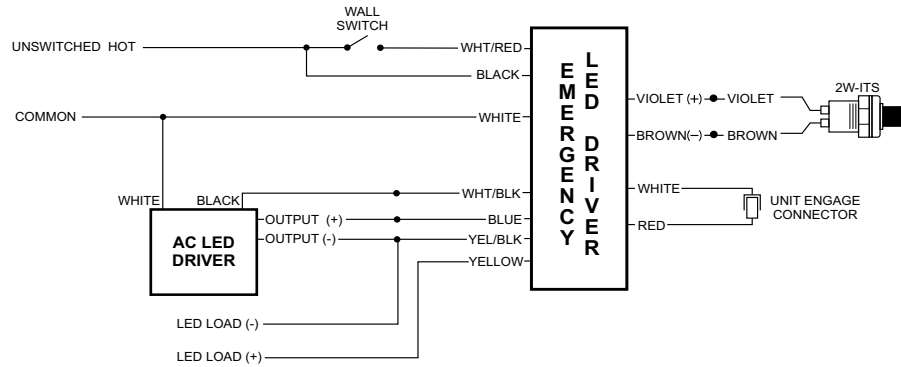 WALL
SWITCH
UNSWITCHED HOT
WHT/RED
BLACK
COMMON
WHITE
WHITE
BLACK
WHT/BLK
OUTPUT (+)
BLUE
OUTPUT (-)
YEL/BLK
YELLOW
AC LED
DRIVER
LED LOAD (-)
LED LOAD (+)
EMERGENCY
LED DRIVER
VIOLET (+)
VIOLET
2W-ITS
BROWN(–)
BROWN
WHITE
RED
UNIT ENGAGE
CONNECTOR